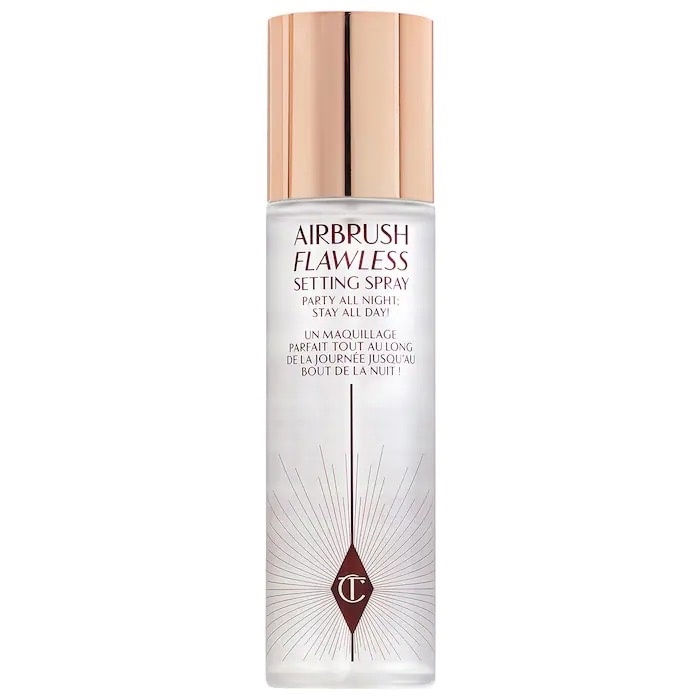 AIRBRUSH
FLAWLESS
SETTING SPRAY
PARTY ALL NIGHT;
STAY ALL DAY!
UN MAQUILLAGE
PARFAIT TOUT AU LONG
DE LA JOURNÉE JUSQU'AU
BOUT DE LA NUIT !
CT